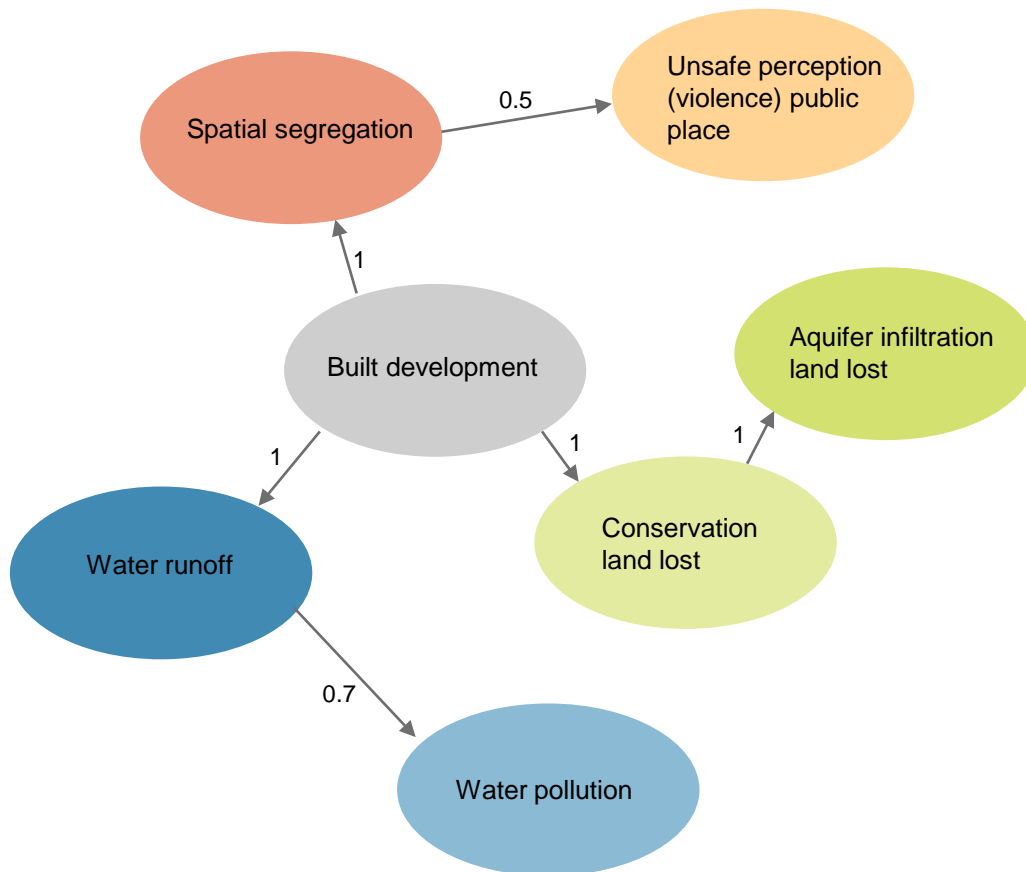 Unsafe perception
(violence) public
place
0.5
Spatial segregation
1
Aquifer infiltration
land lost
Built development
1
1
1
Conservation
land lost
Water runoff
0.7
Water pollution